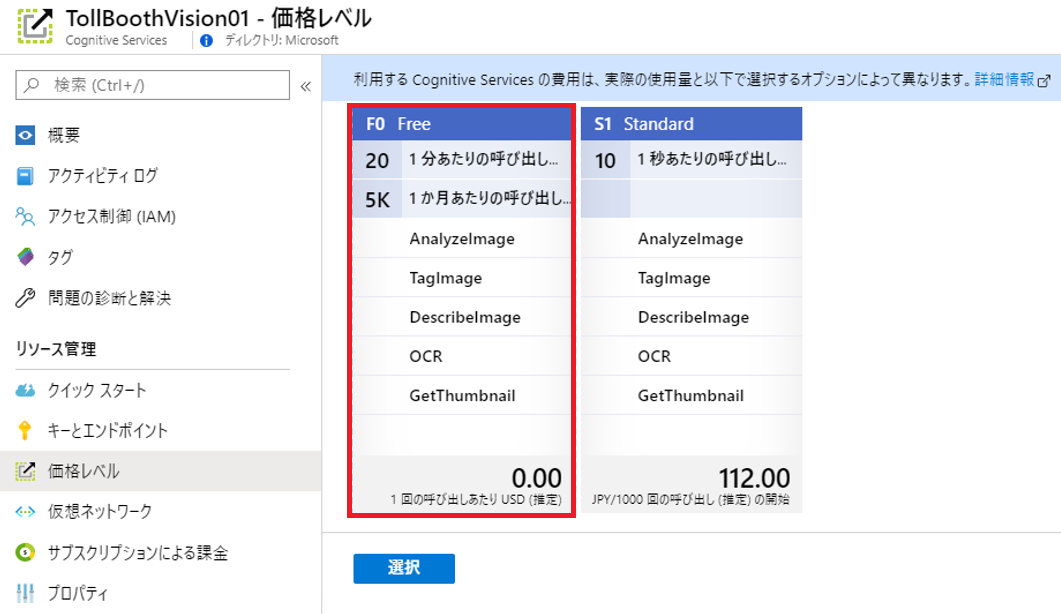 TollBoothVision01 - 価格レベル
Cognitive Services
ディレクトリ: Microsoft
検索 (Ctrl+/)
概要
アクティビティ ログ
アクセス制御 (IAM)
タグ
問題の診断と解決
リソース管理
クイック スタート
キーとエンドポイント
価格レベル
仮想ネットワーク
サブスクリプションによる課金
プロパティ
利用する Cognitive Services の費用は、実際の使用量と以下で選択するオプションによって異なります。詳細情報
F0 Free
20 1 分あたりの呼び出し...
5K 1 か月あたりの呼び出し...
AnalyzeImage
TagImage
DescribeImage
OCR
GetThumbnail
0.00
1 回の呼び出しあたり USD (推定)
S1 Standard
10 1 秒あたりの呼び出し...
AnalyzeImage
TagImage
DescribeImage
OCR
GetThumbnail
112.00
JPY/1000 回の呼び出し (推定) の開始
選択